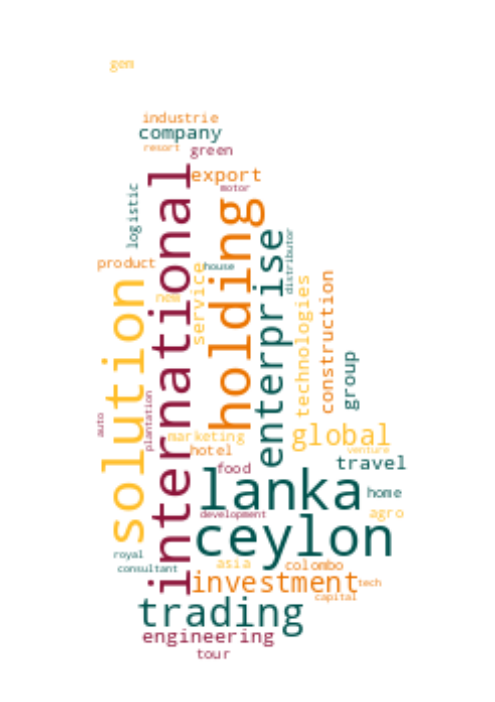 gem
industrie
company
resort
green
export
motor
international
logistic
holding
enterprise
distributor
product
house
service
new
solution
technologies
construction
group
plantation
auto
global
marketing
hotel
venture
travel
food
lanka
home
development
agro
ceylon
royal
consultant
asia
colombo
investment
tech
capital
trading
engineering
tour